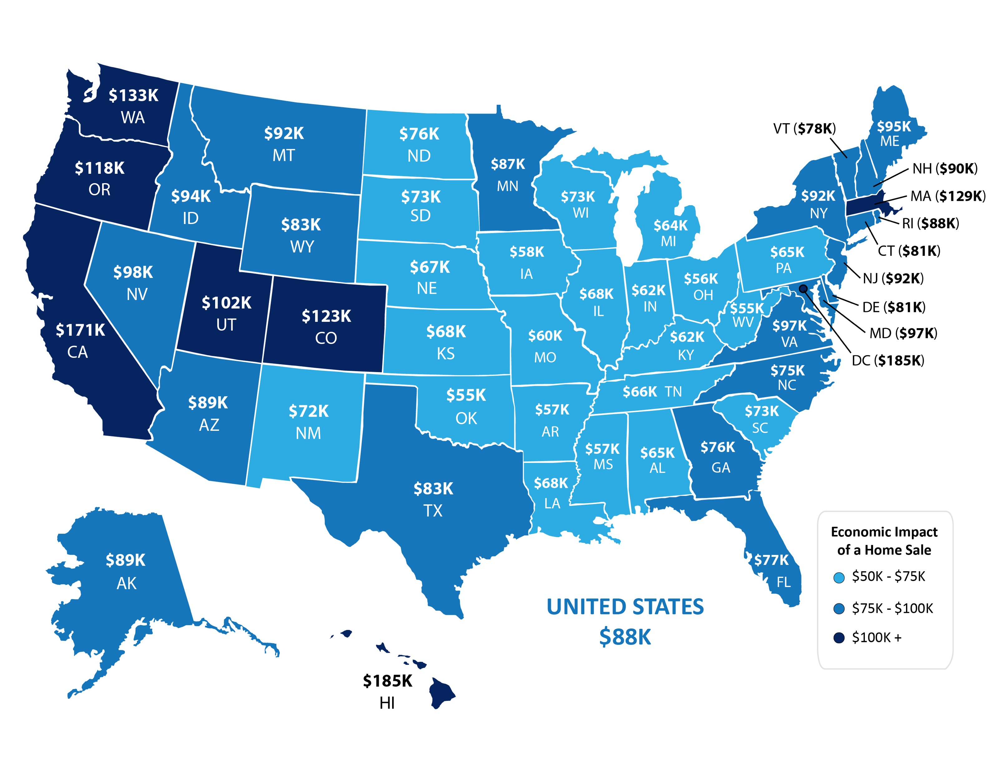 $133K
WA
$118K
OR
$94K
ID
$92K
MT
$76K
ND
$87K
MN
$73K
SD
$73K
WI
$83K
WY
$64K
MI
$95K
ME
VT ($78K)
NH ($90K)
$92K
NY
MA ($129K)
RI ($88K)
CT ($81K)
$65K
PA
NJ ($92K)
DE ($81K)
MD ($97K)
DC ($185K)
$98K
NV
$102K
UT
$123K
CO
$171K
CA
$67K
NE
$58K
IA
$68K
IL
$62K
IN
$56K
OH
$55K
WV
$97K
VA
$68K
KS
$60K
MO
$62K
KY
$75K
NC
$66K TN
$73K
SC
$89K
AZ
$72K
NM
$55K
OK
$57K
AR
$57K
MS
$65K
AL
$76K
GA
$83K
TX
$68K
LA
$77K
FL
$89K
AK
$185K
HI
UNITED STATES
$88K
Economic Impact
of a Home Sale
$50K - $75K
$75K - $100K
$100K +